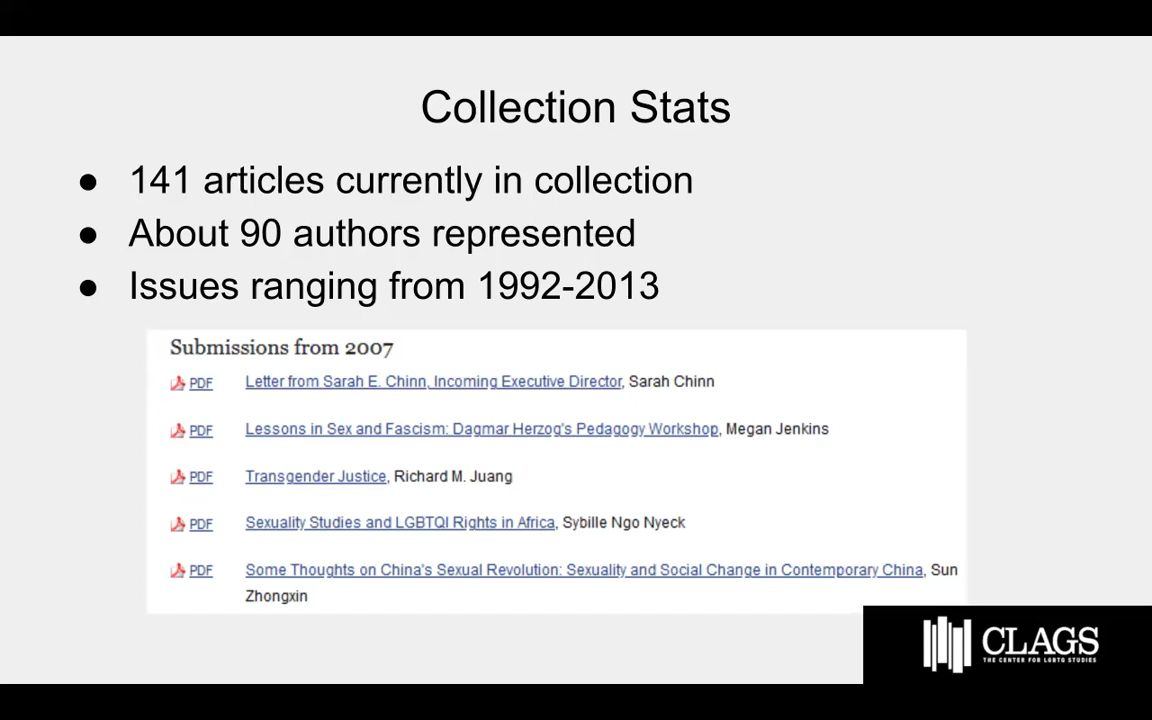 Collection Stats
● 141 articles currently in collection
● About 90 authors represented
● Issues ranging from 1992-2013
Submissions from 2007
PDF Letter from Sarah E. Chinn, Incoming Executive Director, Sarah Chinn
PDF Lessons in Sex and Fascism: Dagmar Herzog's Pedagogy Workshop, Megan Jenkins
PDF Transgender Justice, Richard M. Juang
PDF Sexuality Studies and LGBTQI Rights in Africa, Sybille Ngo Nyeck
PDF Some Thoughts on China's Sexual Revolution: Sexuality and Social Change in Contemporary China, Sun
Zhongxin
CLAGS
THE CENTER FOR LGBTQ STUDIES